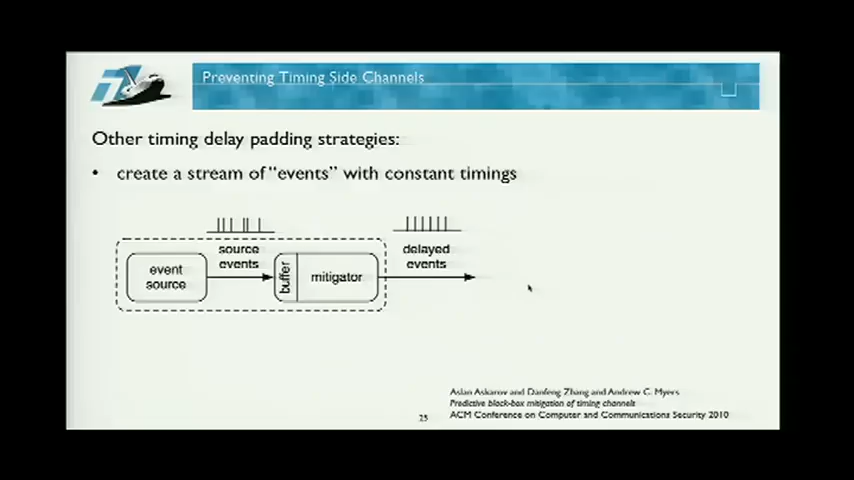 Preventing Timing Side Channels
Other timing delay padding strategies:
• create a stream of "events" with constant timings
source
events
delayed
events
event
source
buffer
mitigator
Aslan Askarov and Danfeng Zhang and Andrew C. Myers
Predictive black-box mitigation of timing channels
ACM Conference on Computer and Communications Security 2010
25